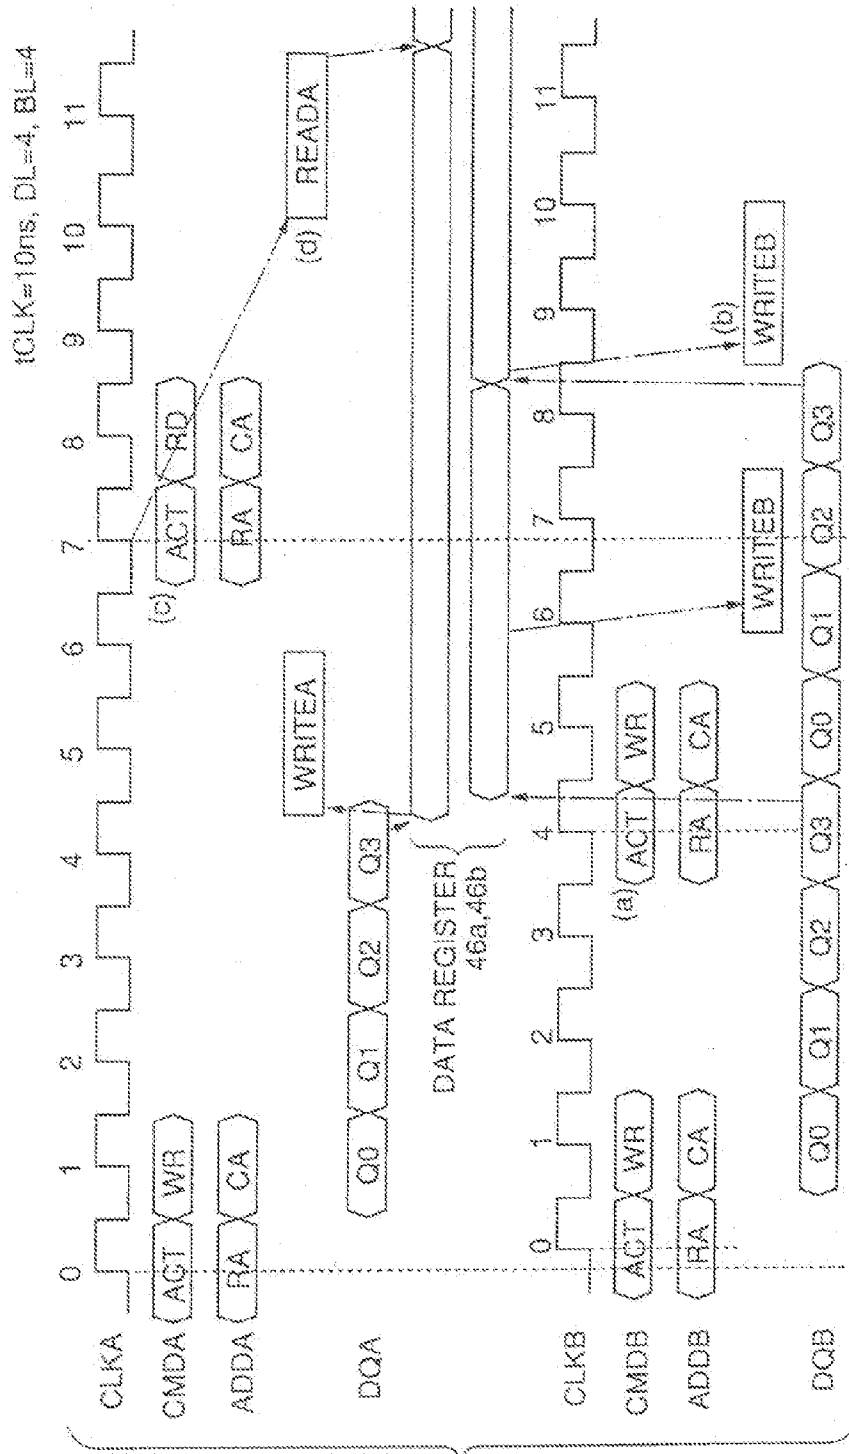 tCLK=10ns, DL=4, BL=4
0 1 2 3 4 5 6 7 8 9 10 11
CLKA
CMDA ACT WR (c) ACT RD
ADDA RA CA RA CA
WRITEA (d) READA
DQA Q0 Q1 Q2 Q3
DATA REGISTER
46a,46b
0 1 2 3 4 5 6 7 8 9 10 11
CLKB
CMDB ACT WR (a) ACT WR
ADDB RA CA RA CA
WRITEB (b) WRITEB
DQB Q0 Q1 Q2 Q3 Q0 Q1 Q2 Q3